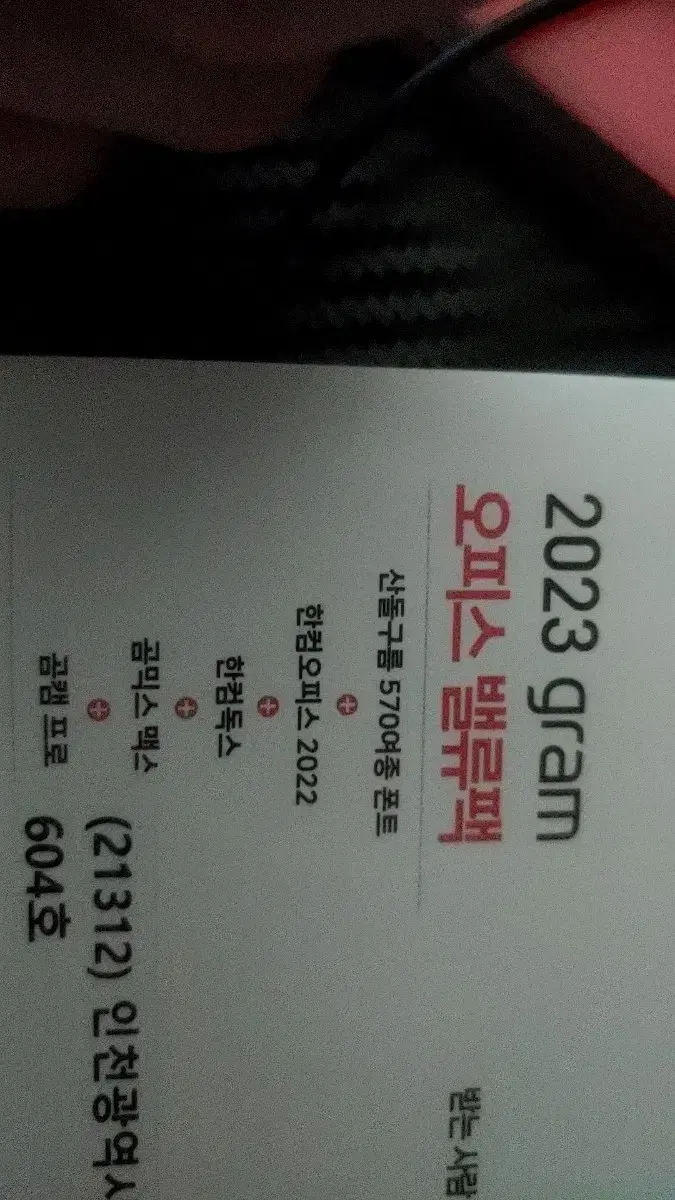 2023 gram
오피스 밸류팩
산돌구름 570여종 폰트
한컴오피스 2022
한컴독스
곰믹스 맥스
곰캠 프로
받는 사람
(21312) 인천광역시
604호